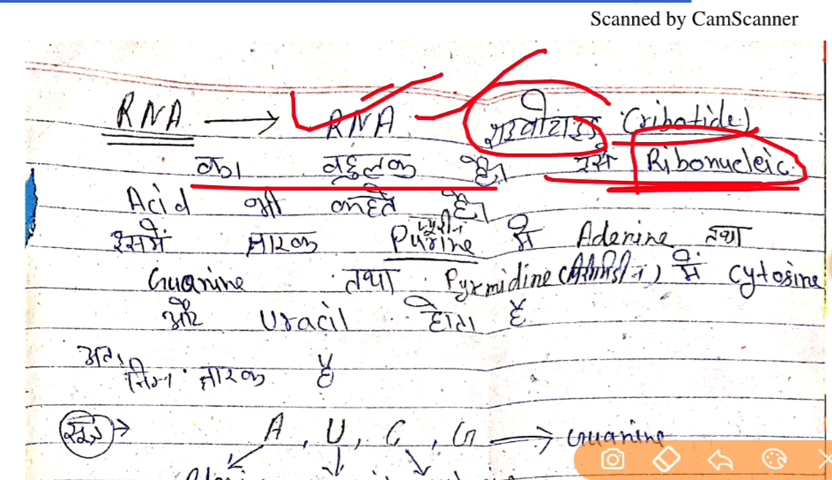 Scanned by CamScanner
RNA → RNA राइबोटाइड (ribotide)
का बहुलक है। इसे Ribonucleic
Acid भी कहते है।
प्यूरीन
इसमें क्षारक Purine में Adenine तथा
Guanine तथा Pyrmidine में Cytosine
और Uracil होता है
अतः
क्षारक है
A, U, C, G → Guanine